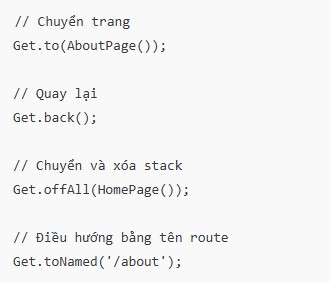 // Chuyển trang
Get.to(AboutPage());
// Quay lại
Get.back();
// Chuyển và xóa stack
Get.offAll(HomePage());
// Điều hướng bằng tên route
Get.toNamed('/about');